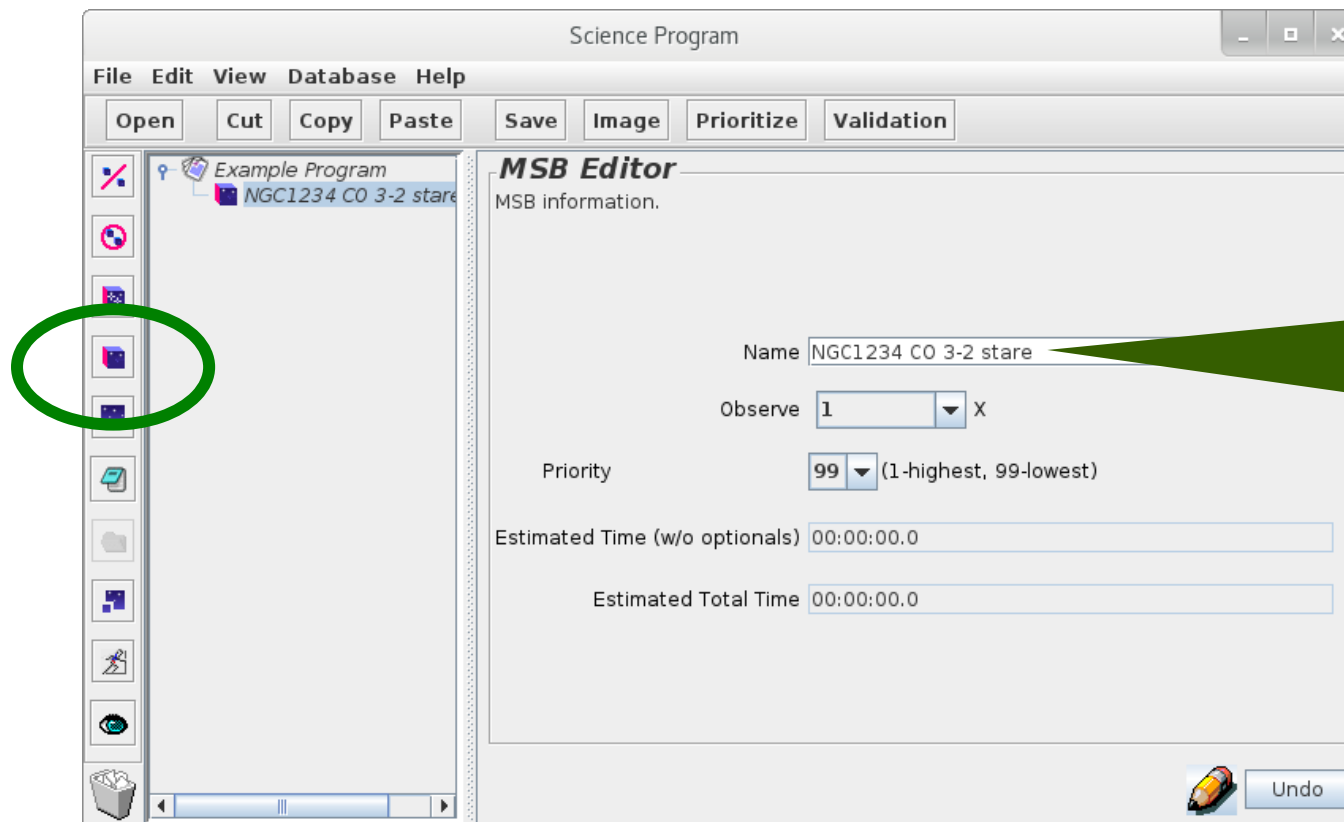 Science Program
File Edit View Database Help
Open Cut Copy Paste Save Image Prioritize Validation
Example Program
NGC1234 CO 3-2 stare
MSB Editor
MSB information.
Name NGC1234 CO 3-2 stare
Observe 1 X
Priority 99 (1-highest, 99-lowest)
Estimated Time (w/o optionals) 00:00:00.0
Estimated Total Time 00:00:00.0
Undo